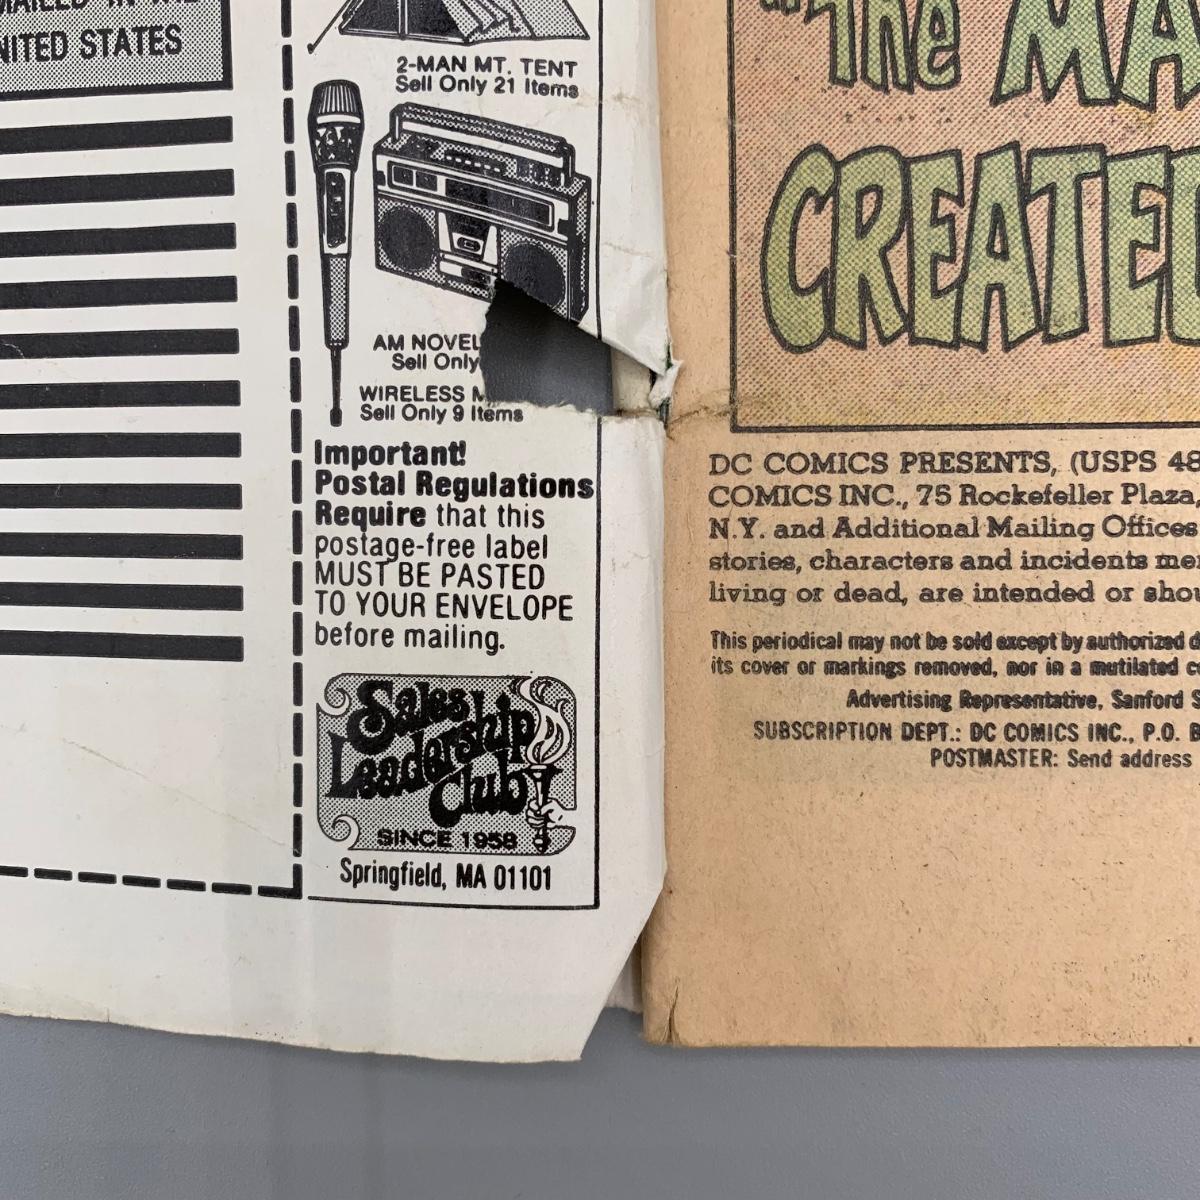 UNITED STATES
2-MAN MT. TENT
Sell Only 21 Items
AM NOVEL
Sell Only
WIRELESS M
Sell Only 9 Items
Important!
Postal Regulations
Require that this
postage-free label
MUST BE PASTED
TO YOUR ENVELOPE
before mailing.
Sales
Leadership
Club
SINCE 1958
Springfield, MA 01101
The MA
CREATE
DC COMICS PRESENTS, (USPS 48
COMICS INC., 75 Rockefeller Plaza,
N.Y. and Additional Mailing Offices
stories, characters and incidents me
living or dead, are intended or shou
This periodical may not be sold except by authorized d
its cover or markings removed, nor in a mutilated c
Advertising Representative, Sanford S
SUBSCRIPTION DEPT.: DC COMICS INC., P.O. B
POSTMASTER: Send address